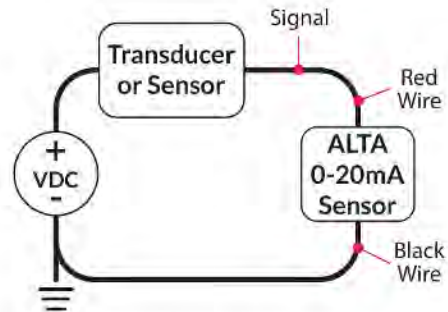 Signal
Transducer
or Sensor
Red
Wire
+
VDC
-
ALTA
0-20mA
Sensor
Black
Wire